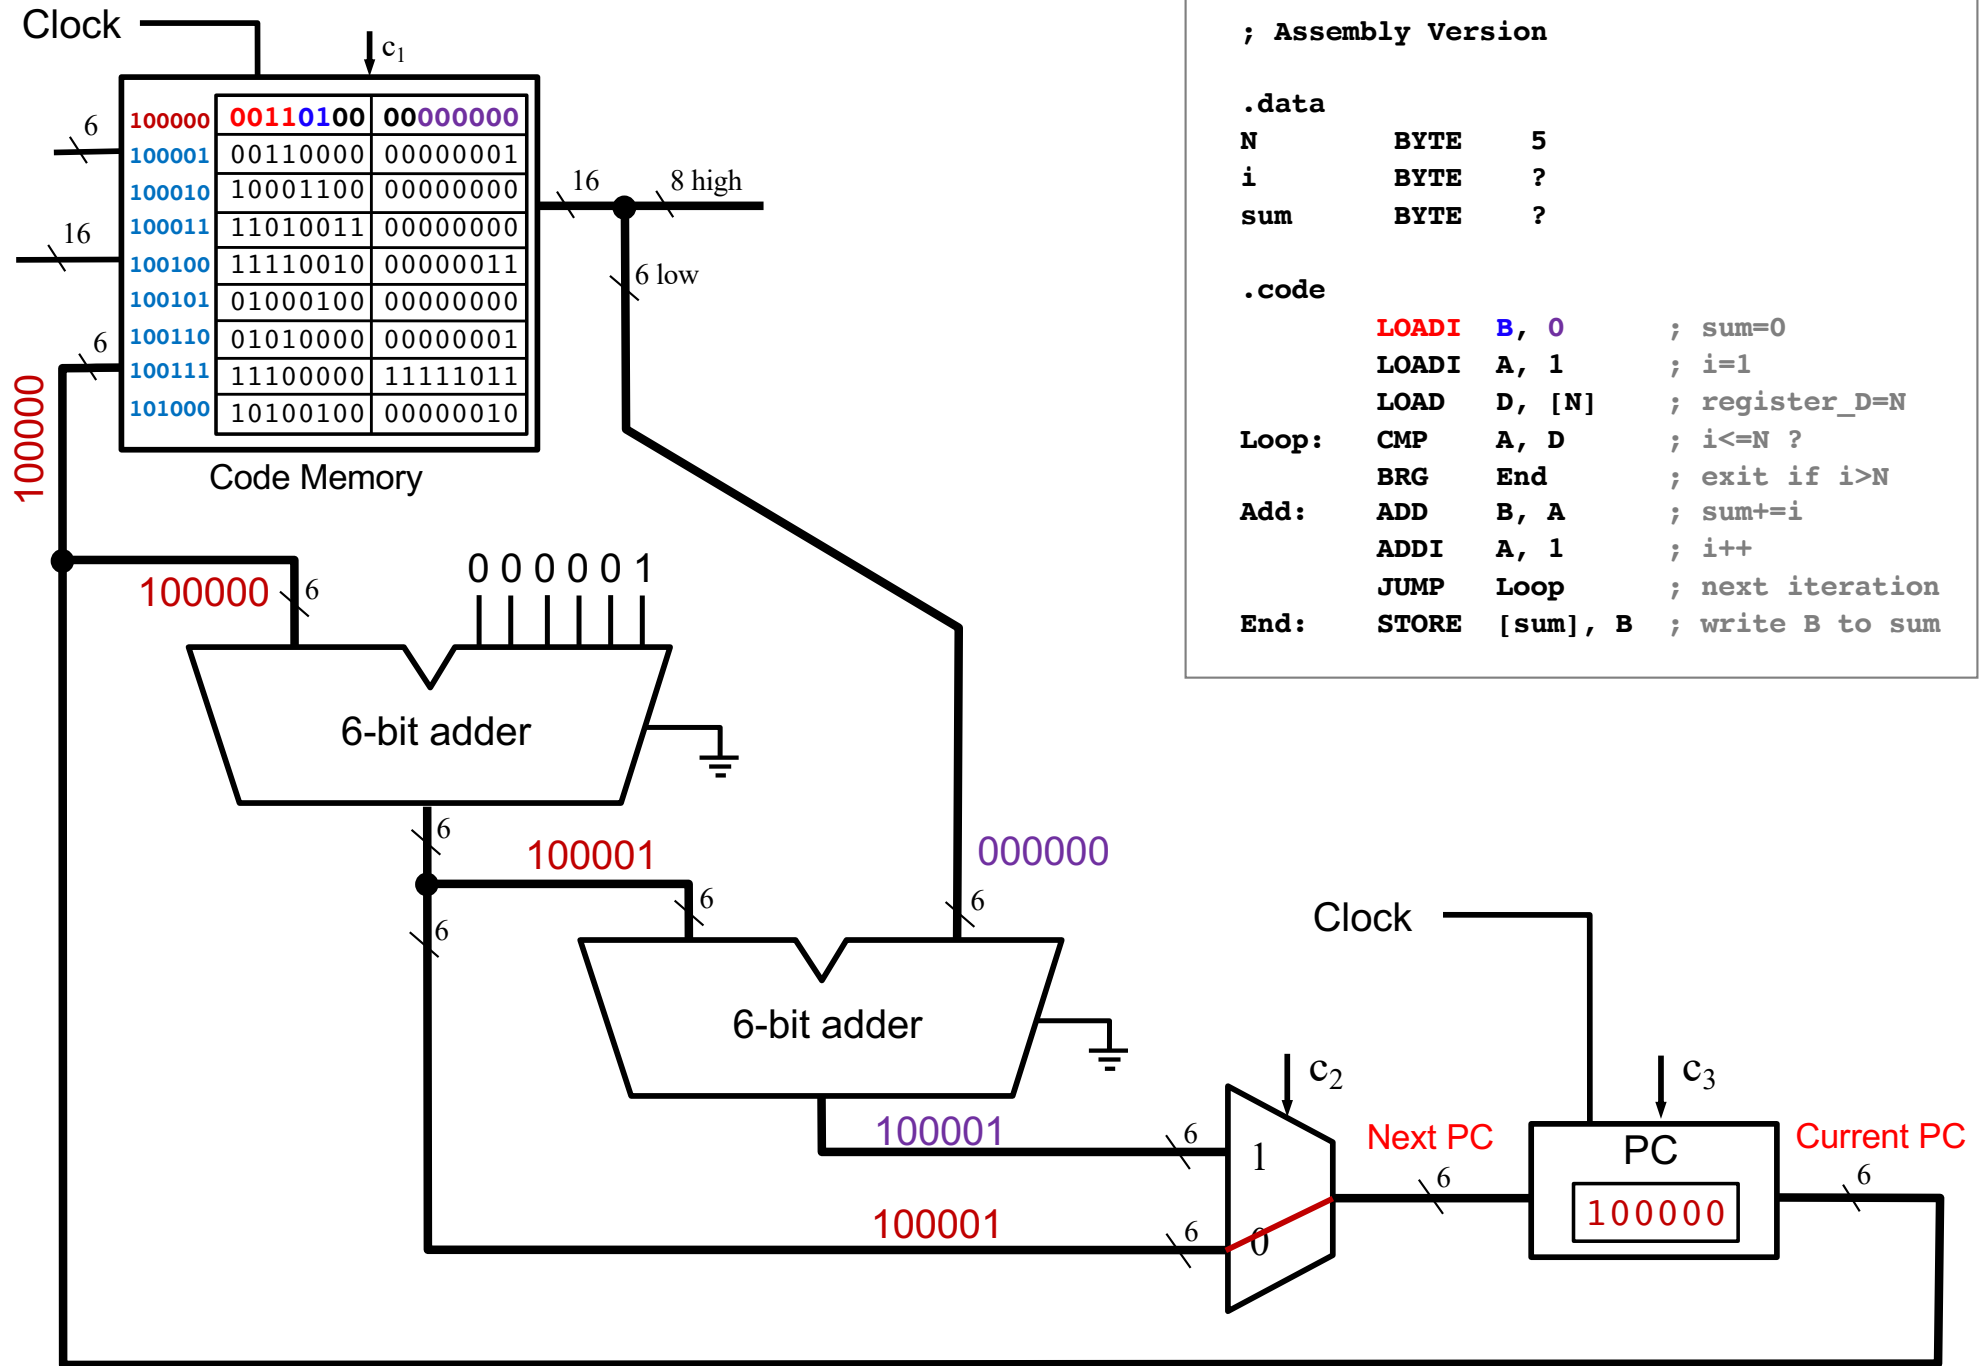 Clock
c1
6
16
6
100000 00110100 00000000
100001 00110000 00000001
100010 10001100 00000000
100011 11010011 00000000
100100 11110010 00000011
100101 01000100 00000000
100110 01010000 00000001
100111 11100000 11111011
101000 10100100 00000010
Code Memory
16
8 high
6 low
100000
; Assembly Version
.data
N BYTE 5
i BYTE ?
sum BYTE ?
.code
LOADI B, 0 ; sum=0
LOADI A, 1 ; i=1
LOAD D, [N] ; register_D=N
Loop: CMP A, D ; i<=N ?
BRG End ; exit if i>N
Add: ADD B, A ; sum+=i
ADDI A, 1 ; i++
JUMP Loop ; next iteration
End: STORE [sum], B ; write B to sum
100000
6
0 0 0 0 0 1
6-bit adder
6
100001
6
6
000000
6
6-bit adder
100001
6
100001
6
c2
1
0
Next PC
6
Clock
c3
PC
100000
Current PC
6